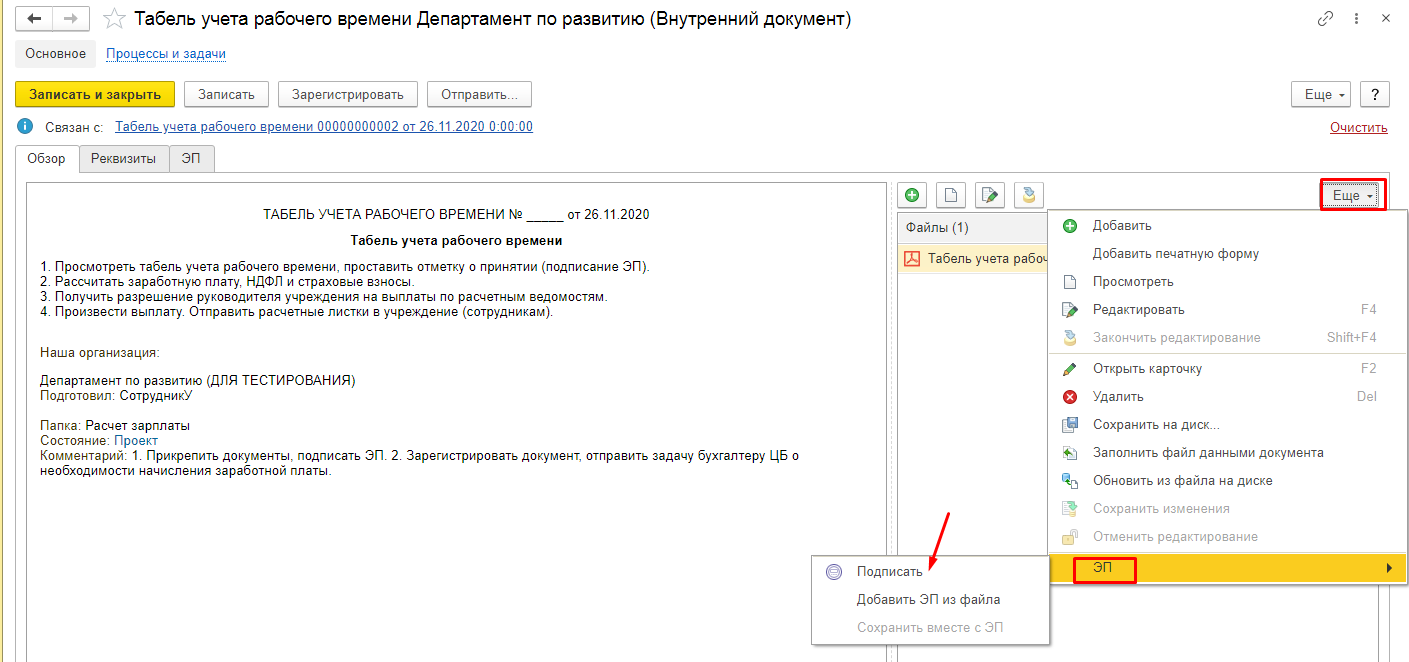 Табель учета рабочего времени Департамент по развитию (Внутренний документ)
Основное Процессы и задачи
Записать и закрыть Записать Зарегистрировать Отправить... Еще ?
Связан с: Табель учета рабочего времени 00000000002 от 26.11.2020 0:00:00 Очистить
Обзор Реквизиты ЭП
ТАБЕЛЬ УЧЕТА РАБОЧЕГО ВРЕМЕНИ № _____ от 26.11.2020
Табель учета рабочего времени
1. Просмотреть табель учета рабочего времени, проставить отметку о принятии (подписание ЭП).
2. Рассчитать заработную плату, НДФЛ и страховые взносы.
3. Получить разрешение руководителя учреждения на выплаты по расчетным ведомостям.
4. Произвести выплату. Отправить расчетные листки в учреждение (сотрудникам).
Наша организация:
Департамент по развитию (ДЛЯ ТЕСТИРОВАНИЯ)
Подготовил: СотрудникУ
Папка: Расчет зарплаты
Состояние: Проект
Комментарий: 1. Прикрепить документы, подписать ЭП. 2. Зарегистрировать документ, отправить задачу бухгалтеру ЦБ о
необходимости начисления заработной платы.
Еще
Файлы (1)
Табель учета рабоч
Добавить
Добавить печатную форму
Просмотреть
Редактировать F4
Закончить редактирование Shift+F4
Открыть карточку F2
Удалить Del
Сохранить на диск...
Заполнить файл данными документа
Обновить из файла на диске
Сохранить изменения
Отменить редактирование
ЭП
Подписать
Добавить ЭП из файла
Сохранить вместе с ЭП